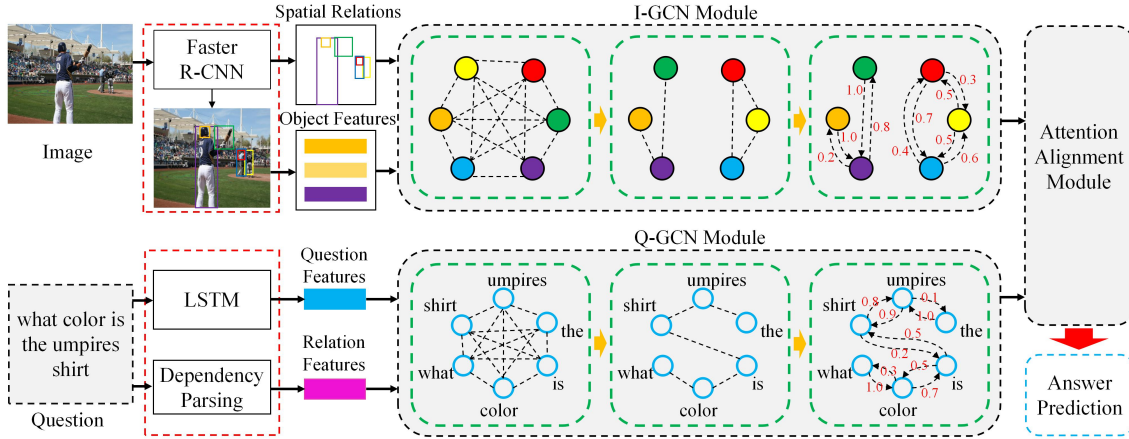 Spatial Relations
I-GCN Module
Faster
R-CNN
Image
Object Features
1.0
0.8
1.0
0.2
0.3
0.5
0.7
0.5
0.4
0.6
Attention
Alignment
Module
Q-GCN Module
what color is
the umpires
shirt
Question
LSTM
Dependency
Parsing
Question
Features
Relation
Features
umpires
shirt
the
what
is
color
umpires
shirt
the
what
is
color
umpires
shirt
the
what
is
color
0.8
0.1
0.9
1.0
0.5
0.2
0.3
0.5
1.0
0.7
Answer
Prediction